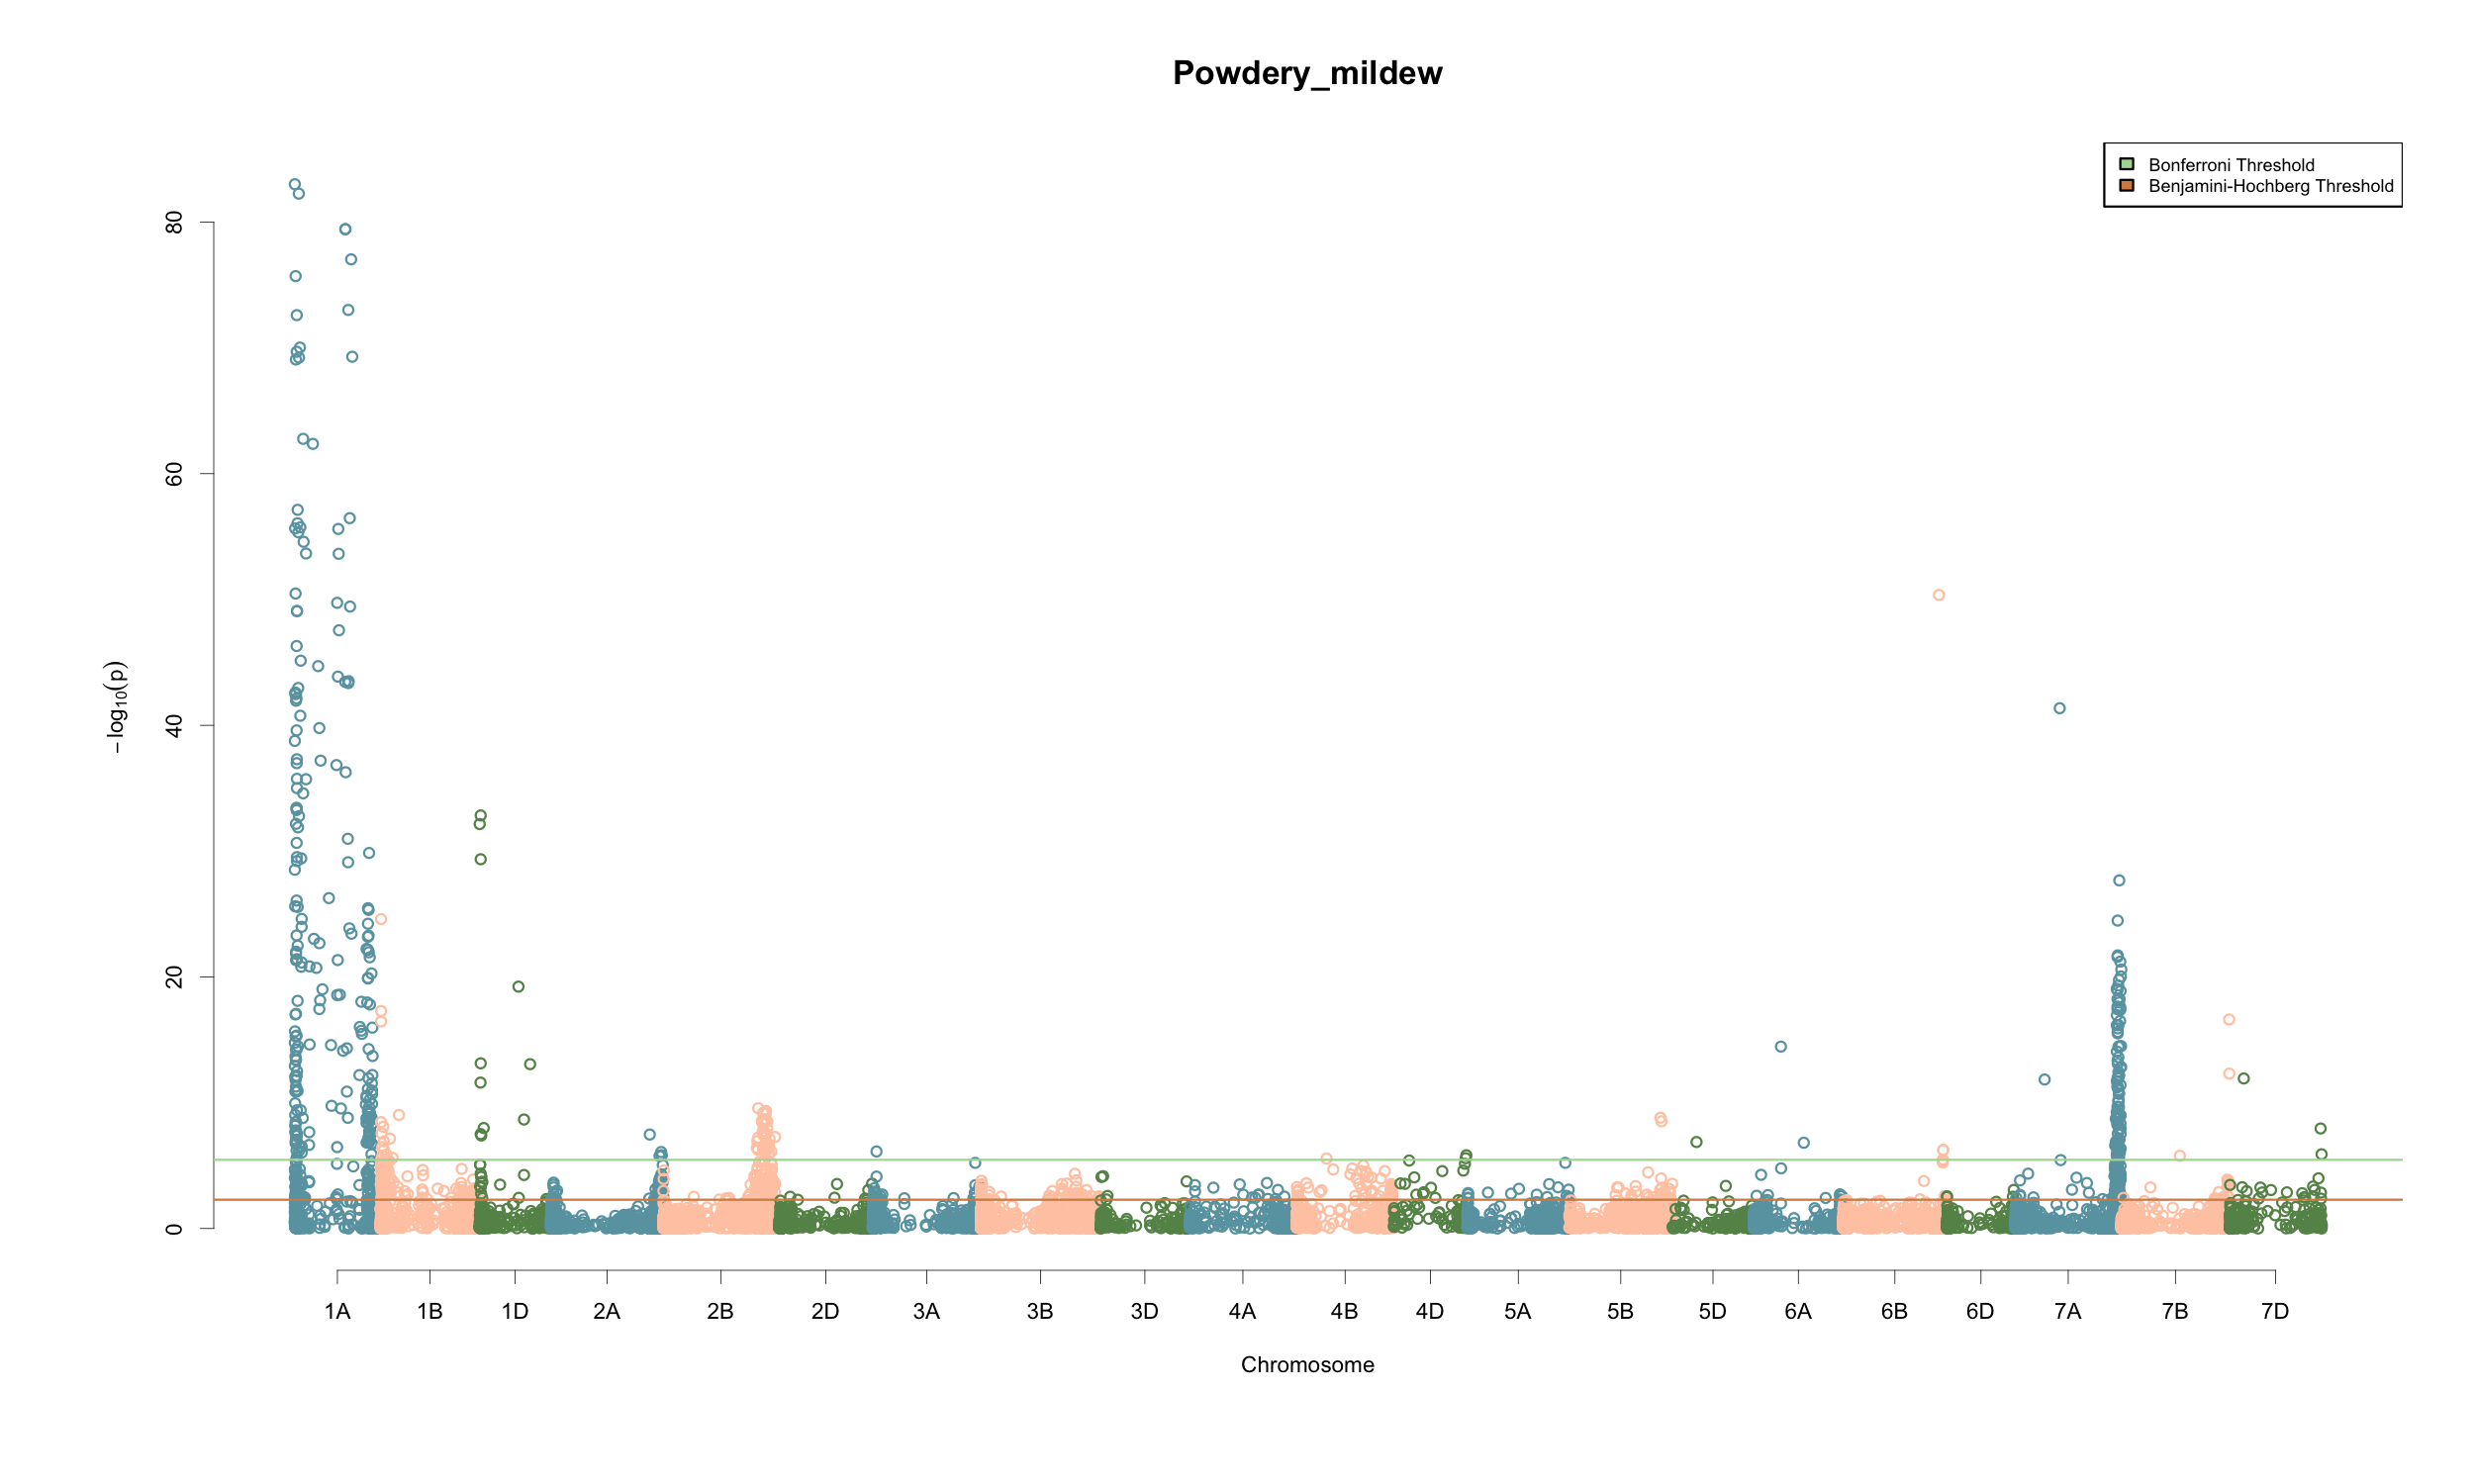 Powdery_mildew
Bonferroni Threshold
Benjamini-Hochberg Threshold
80
60
40
20
0
−log10(p)
1A 1B 1D 2A 2B 2D 3A 3B 3D 4A 4B 4D 5A 5B 5D 6A 6B 6D 7A 7B 7D
Chromosome